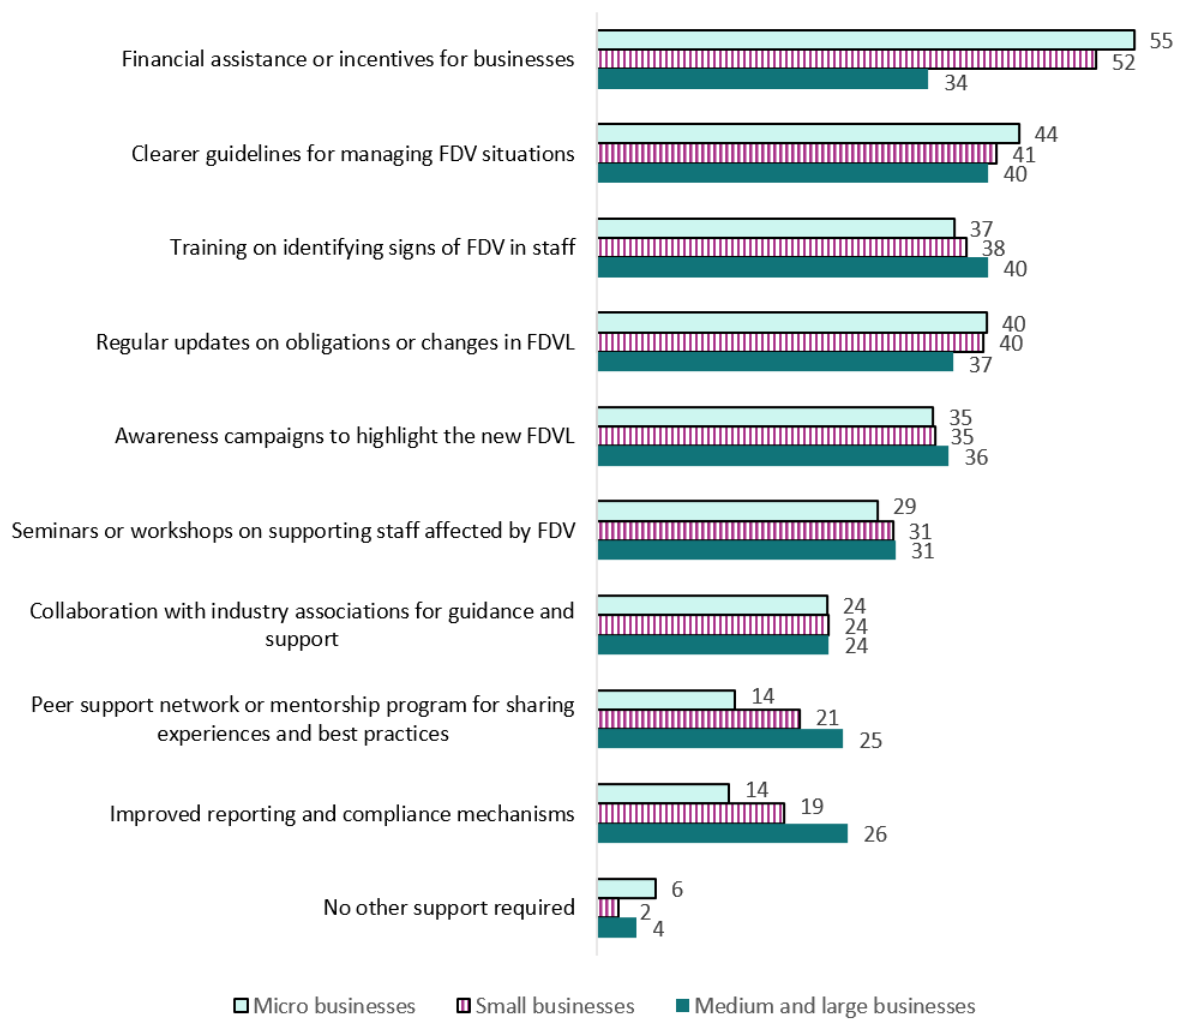 Financial assistance or incentives for businesses
55
52
34
Clearer guidelines for managing FDV situations
44
41
40
Training on identifying signs of FDV in staff
37
38
40
Regular updates on obligations or changes in FDVL
40
40
37
Awareness campaigns to highlight the new FDVL
35
35
36
Seminars or workshops on supporting staff affected by FDV
29
31
31
Collaboration with industry associations for guidance and
support
24
24
24
Peer support network or mentorship program for sharing
experiences and best practices
14
21
25
Improved reporting and compliance mechanisms
14
19
26
No other support required
6
2
4
Micro businesses Small businesses Medium and large businesses